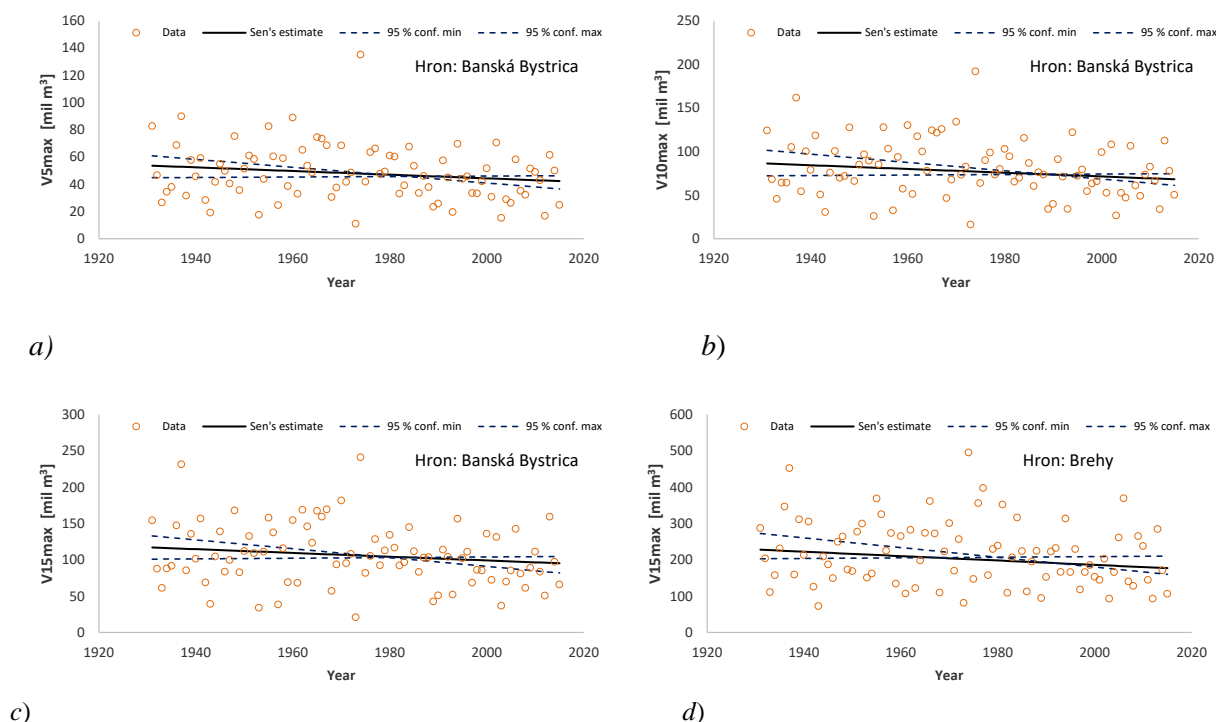 Data Sen's estimate 95 % conf. min 95 % conf. max
Hron: Banská Bystrica
V5max [mil m³]
160
140
120
100
80
60
40
20
0
1920 1940 1960 1980 2000 2020
Year
a)
Data Sen's estimate 95 % conf. min 95 % conf. max
Hron: Banská Bystrica
V10max [mil m³]
250
200
150
100
50
0
1920 1940 1960 1980 2000 2020
Year
b)
Data Sen's estimate 95 % conf. min 95 % conf. max
Hron: Banská Bystrica
V15max [mil m³]
300
250
200
150
100
50
0
1920 1940 1960 1980 2000 2020
Year
c)
Data Sen's estimate 95 % conf. min 95 % conf. max
Hron: Brehy
V15max [mil m³]
600
500
400
300
200
100
0
1920 1940 1960 1980 2000 2020
Year
d)